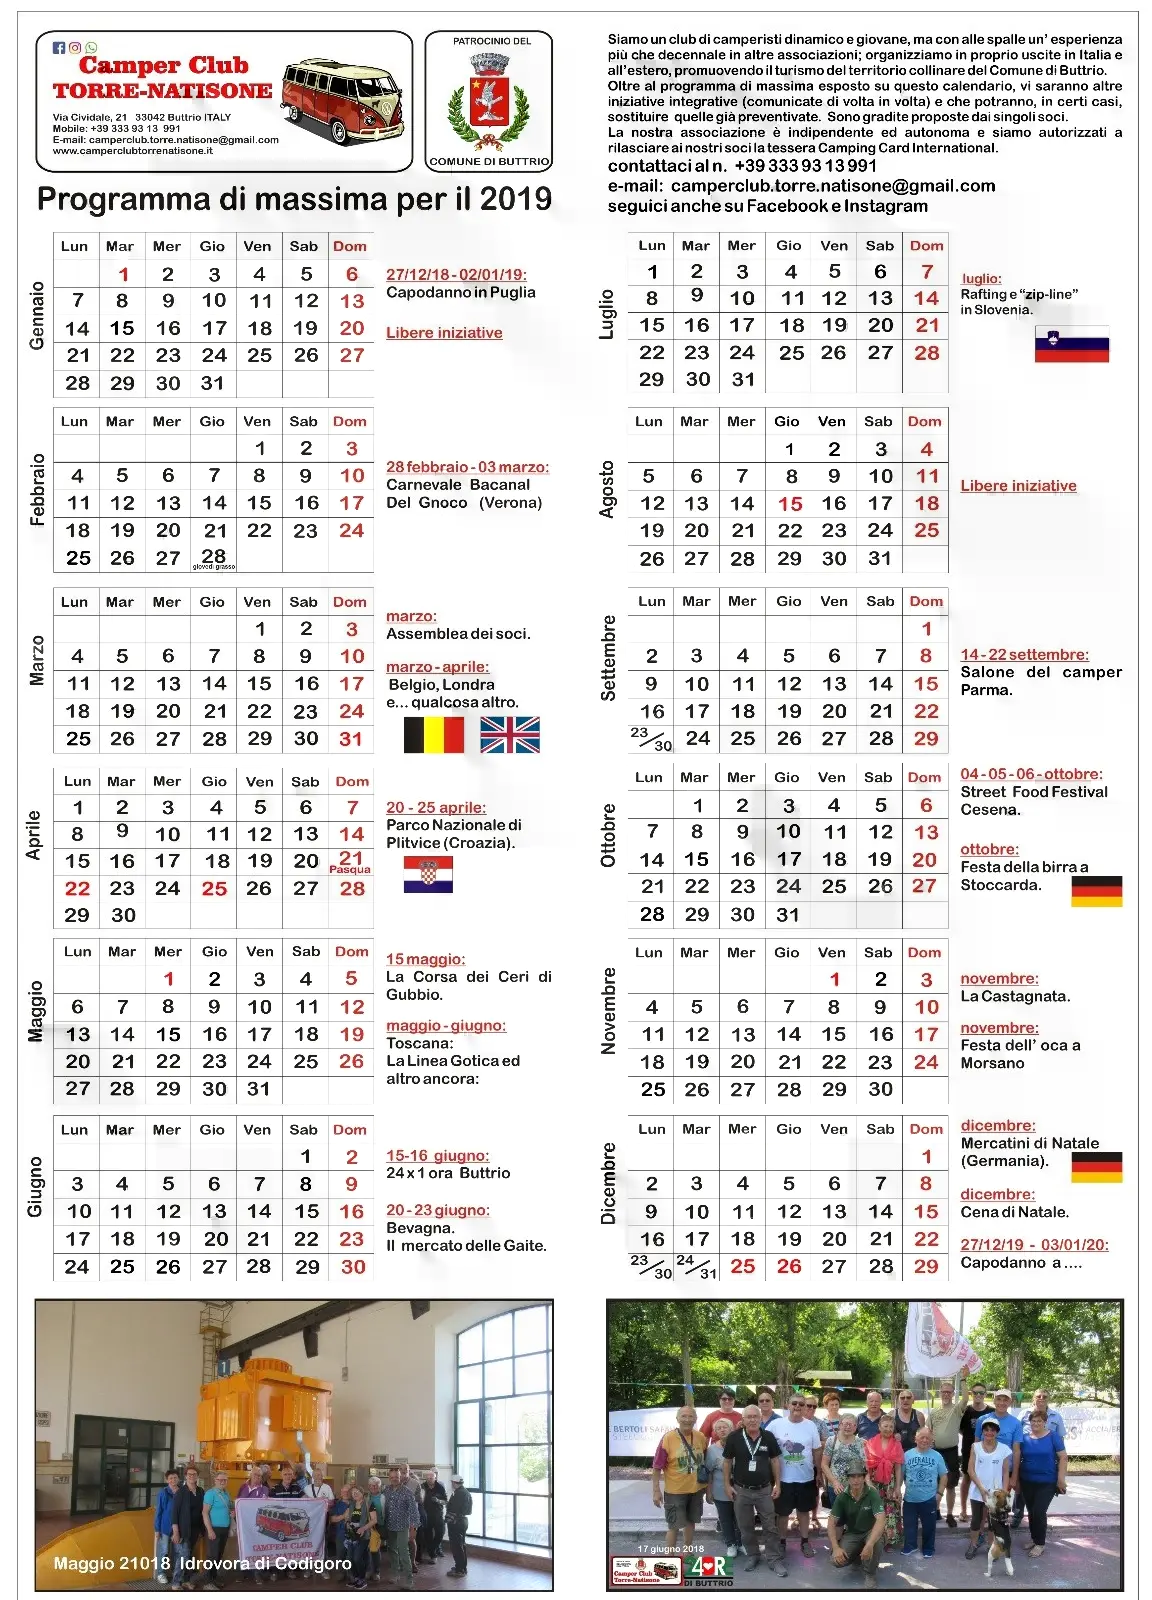 Camper Club
TORRE-NATISONE
Via Cividale, 21 33042 Buttrio ITALY
Mobile: +39 333 93 13 991
E-mail: camperclub.torre.natisone@gmail.com
www.camperclubtorrenatisone.it
PATROCINIO DEL
COMUNE DI BUTTRIO
Programma di massima per il 2019
Siamo un club di camperisti dinamico e giovane, ma con alle spalle un' esperienza
più che decennale in altre associazioni; organizziamo in proprio uscite in Italia e
all'estero, promuovendo il turismo del territorio collinare del Comune di Buttrio.
Oltre al programma di massima esposto su questo calendario, vi saranno altre
iniziative integrative (comunicate di volta in volta) e che potranno, in certi casi,
sostituire quelle già preventivate. Sono gradite proposte dai singoli soci.
La nostra associazione è indipendente ed autonoma e siamo autorizzati a
rilasciare ai nostri soci la tessera Camping Card International.
contattaci al n. +39 333 93 13 991
e-mail: camperclub.torre.natisone@gmail.com
seguici anche su Facebook e Instagram
Gennaio
Lun Mar Mer Gio Ven Sab Dom
1 2 3 4 5 6
7 8 9 10 11 12 13
14 15 16 17 18 19 20
21 22 23 24 25 26 27
28 29 30 31
27/12/18 - 02/01/19:
Capodanno in Puglia
Libere iniziative
Febbraio
Lun Mar Mer Gio Ven Sab Dom
1 2 3
4 5 6 7 8 9 10
11 12 13 14 15 16 17
18 19 20 21 22 23 24
25 26 27 28
giovedì grasso
28 febbraio - 03 marzo:
Carnevale Bacanal
Del Gnoco (Verona)
Marzo
Lun Mar Mer Gio Ven Sab Dom
1 2 3
4 5 6 7 8 9 10
11 12 13 14 15 16 17
18 19 20 21 22 23 24
25 26 27 28 29 30 31
marzo:
Assemblea dei soci.
marzo - aprile:
Belgio, Londra
e... qualcosa altro.
Aprile
Lun Mar Mer Gio Ven Sab Dom
1 2 3 4 5 6 7
8 9 10 11 12 13 14
15 16 17 18 19 20 21
Pasqua
22 23 24 25 26 27 28
29 30
20 - 25 aprile:
Parco Nazionale di
Plitvice (Croazia).
Maggio
Lun Mar Mer Gio Ven Sab Dom
1 2 3 4 5
6 7 8 9 10 11 12
13 14 15 16 17 18 19
20 21 22 23 24 25 26
27 28 29 30 31
15 maggio:
La Corsa dei Ceri di
Gubbio.
maggio - giugno:
Toscana:
La Linea Gotica ed
altro ancora:
Giugno
Lun Mar Mer Gio Ven Sab Dom
1 2
3 4 5 6 7 8 9
10 11 12 13 14 15 16
17 18 19 20 21 22 23
24 25 26 27 28 29 30
15-16 giugno:
24 x 1 ora Buttrio
20 - 23 giugno:
Bevagna.
Il mercato delle Gaite.
Luglio
Lun Mar Mer Gio Ven Sab Dom
1 2 3 4 5 6 7
8 9 10 11 12 13 14
15 16 17 18 19 20 21
22 23 24 25 26 27 28
29 30 31
luglio:
Rafting e "zip-line"
in Slovenia.
Agosto
Lun Mar Mer Gio Ven Sab Dom
1 2 3 4
5 6 7 8 9 10 11
12 13 14 15 16 17 18
19 20 21 22 23 24 25
26 27 28 29 30 31
Libere iniziative
Settembre
Lun Mar Mer Gio Ven Sab Dom
1
2 3 4 5 6 7 8
9 10 11 12 13 14 15
16 17 18 19 20 21 22
23/30 24 25 26 27 28 29
14 - 22 settembre:
Salone del camper
Parma.
Ottobre
Lun Mar Mer Gio Ven Sab Dom
1 2 3 4 5 6
7 8 9 10 11 12 13
14 15 16 17 18 19 20
21 22 23 24 25 26 27
28 29 30 31
04 - 05 - 06 - ottobre:
Street Food Festival
Cesena.
ottobre:
Festa della birra a
Stoccarda.
Novembre
Lun Mar Mer Gio Ven Sab Dom
1 2 3
4 5 6 7 8 9 10
11 12 13 14 15 16 17
18 19 20 21 22 23 24
25 26 27 28 29 30
novembre:
La Castagnata.
novembre:
Festa dell' oca a
Morsano
Dicembre
Lun Mar Mer Gio Ven Sab Dom
1
2 3 4 5 6 7 8
9 10 11 12 13 14 15
16 17 18 19 20 21 22
23/30 24/31 25 26 27 28 29
dicembre:
Mercatini di Natale
(Germania).
dicembre:
Cena di Natale.
27/12/19 - 03/01/20:
Capodanno a ....
1
CAMPER CLUB
Maggio 21018 Idrovora di Codigoro
BERTOLI SAFA
17 giugno 2018
Camper Club
Torre-Natisone
DI BUTTRIO